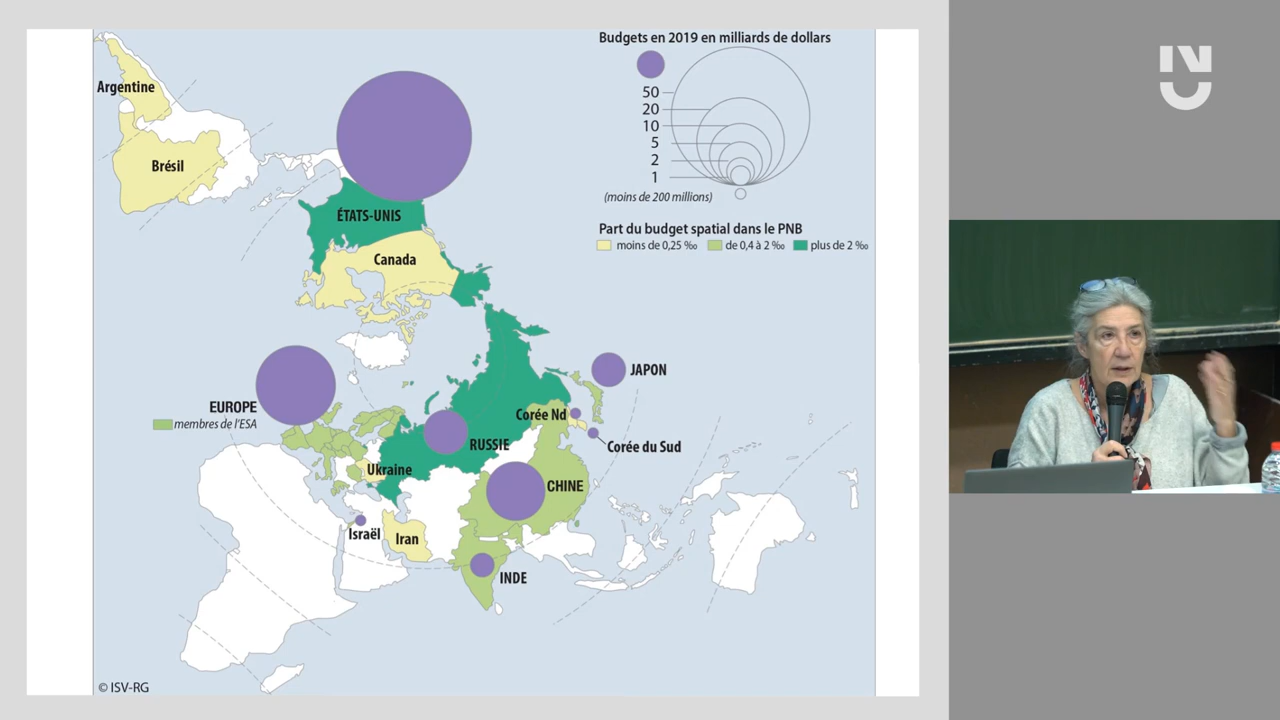 Budgets en 2019 en milliards de dollars
50
20
10
5
2
1
(moins de 200 millions)
Part du budget spatial dans le PNB
moins de 0,25 ‰
de 0,4 à 2 ‰
plus de 2 ‰
Argentine
Brésil
ÉTATS-UNIS
Canada
EUROPE
membres de l'ESA
JAPON
Corée Nd
Corée du Sud
RUSSIE
Ukraine
CHINE
Israël
Iran
INDE
© ISV-RG